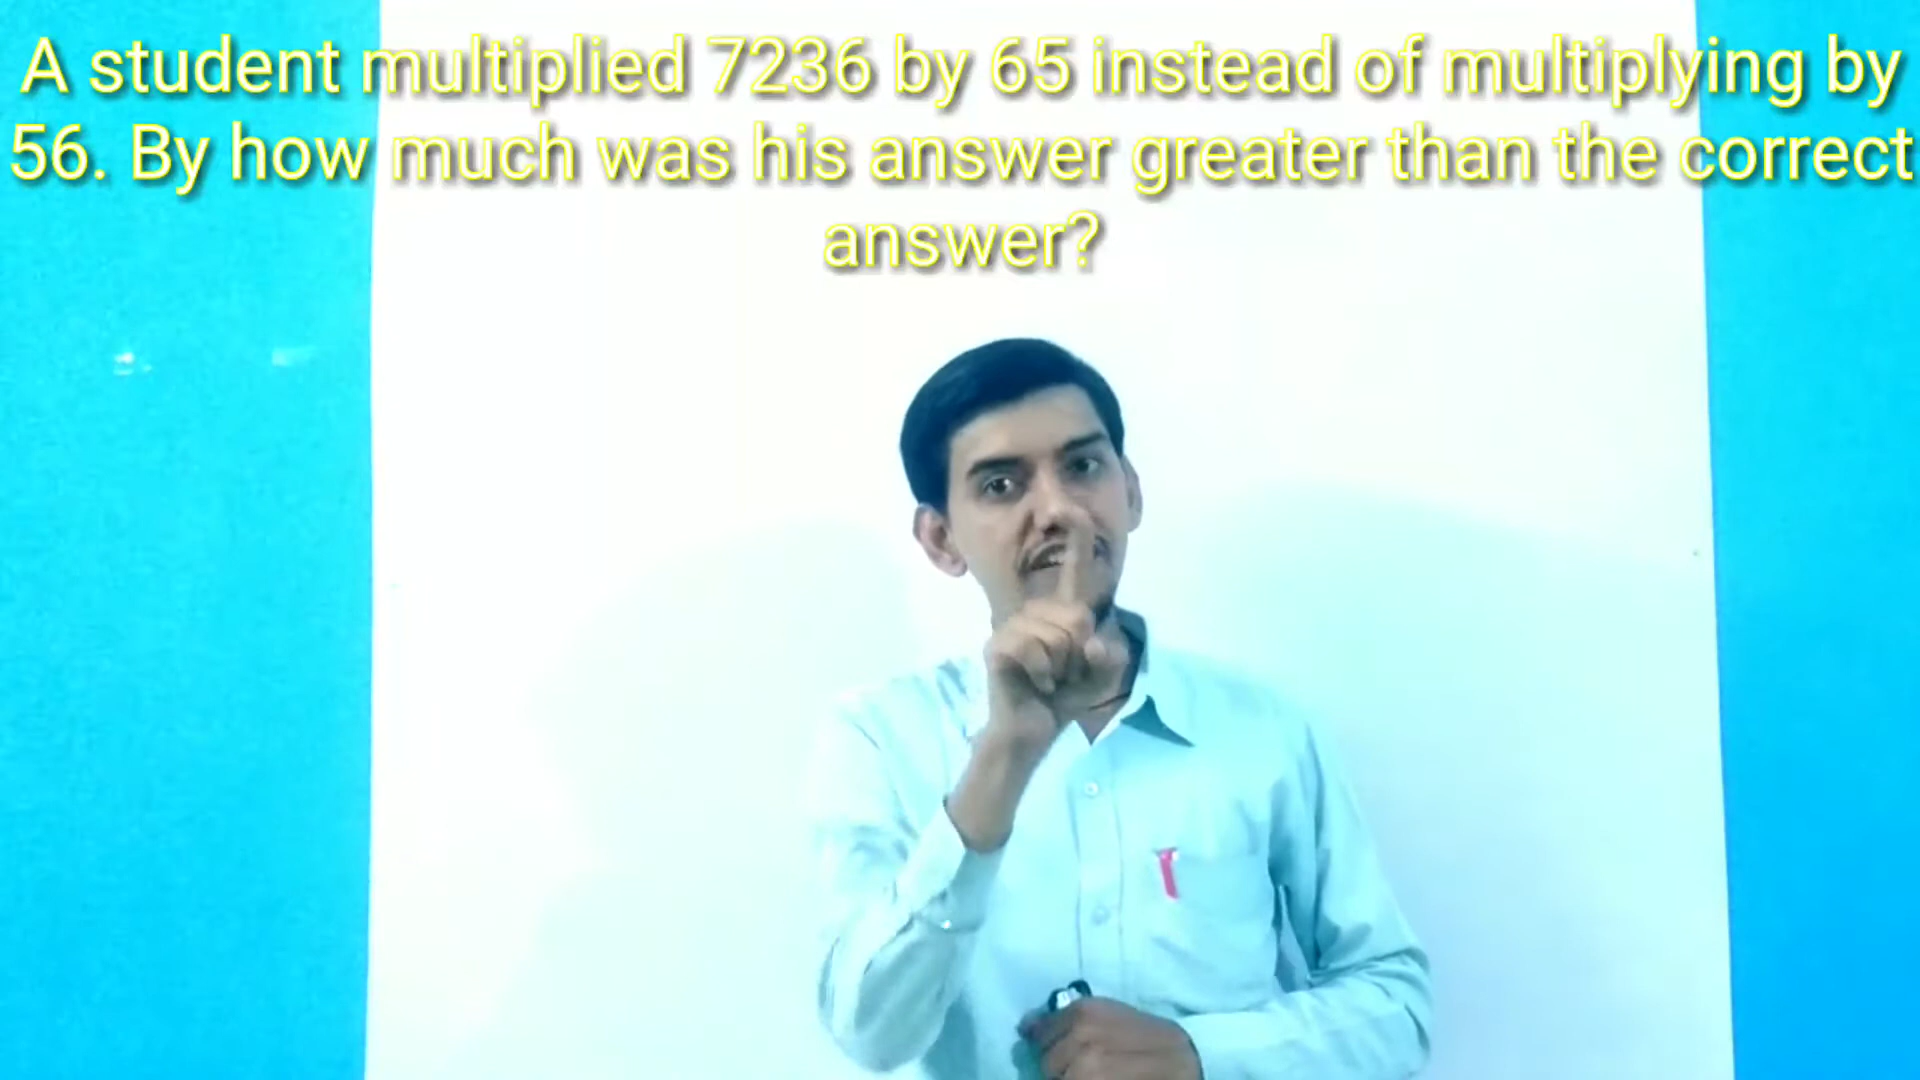 A student multiplied 7236 by 65 instead of multiplying by
56. By how much was his answer greater than the correct
answer?